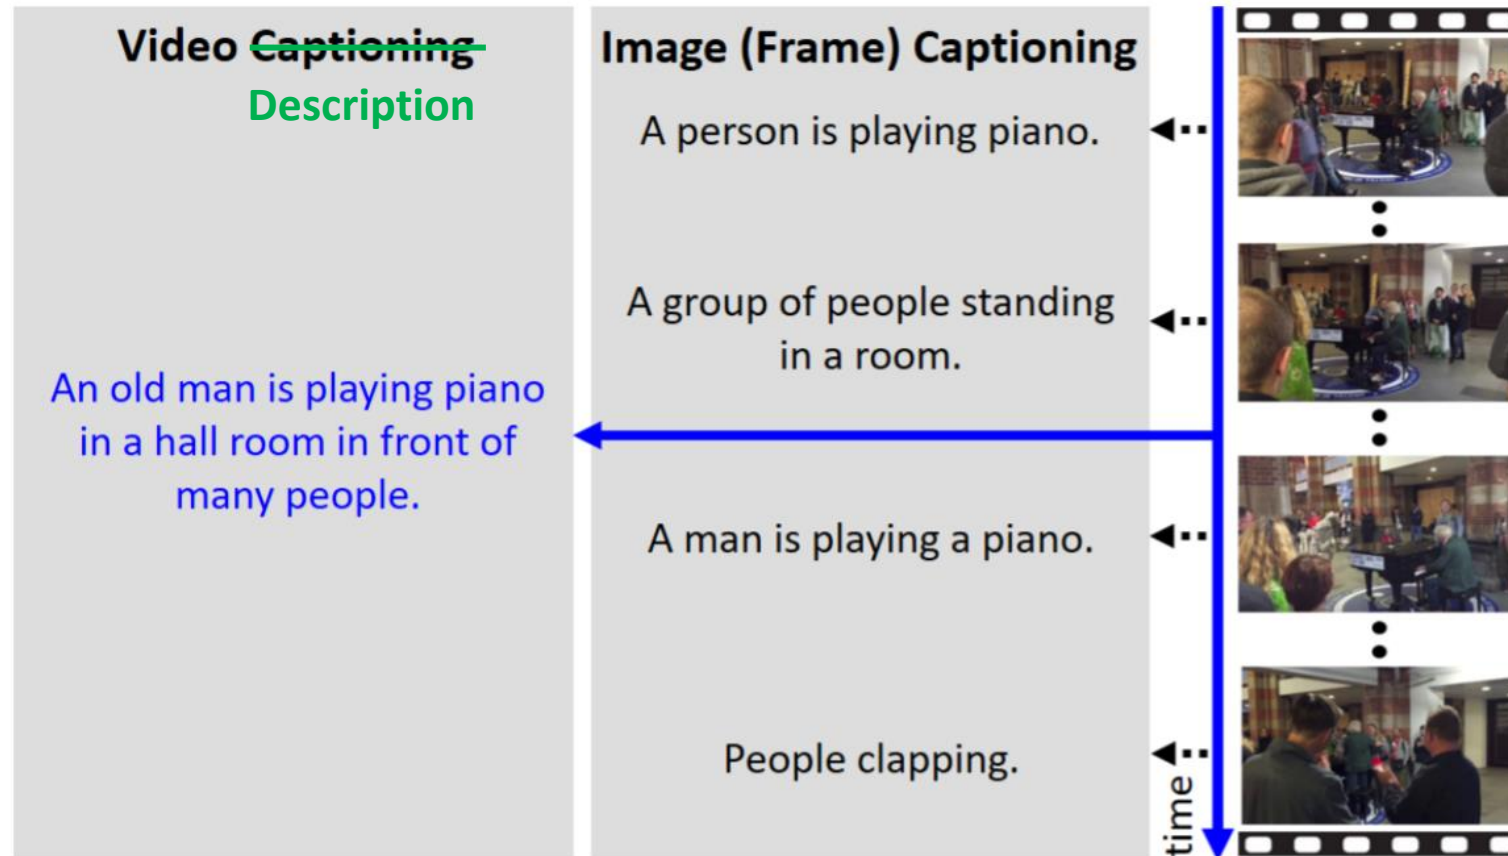 Video Captioning
Description
An old man is playing piano
in a hall room in front of
many people.
Image (Frame) Captioning
A person is playing piano.
A group of people standing
in a room.
A man is playing a piano.
People clapping.
time